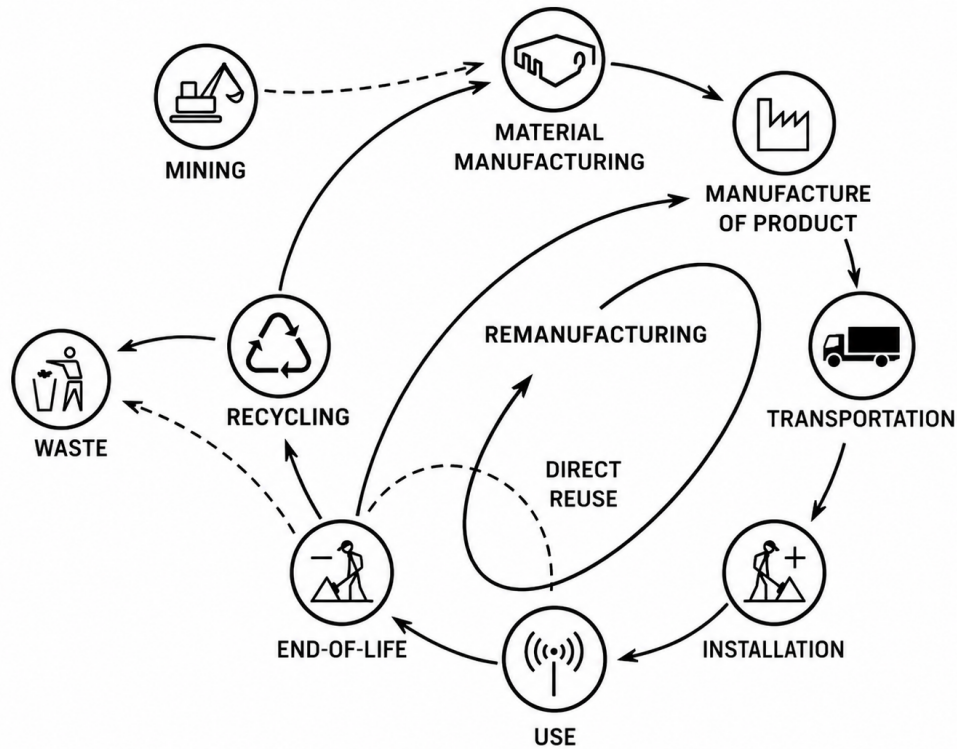 MINING
MATERIAL
MANUFACTURING
MANUFACTURE
OF PRODUCT
REMANUFACTURING
TRANSPORTATION
RECYCLING
WASTE
DIRECT
REUSE
END-OF-LIFE
INSTALLATION
USE